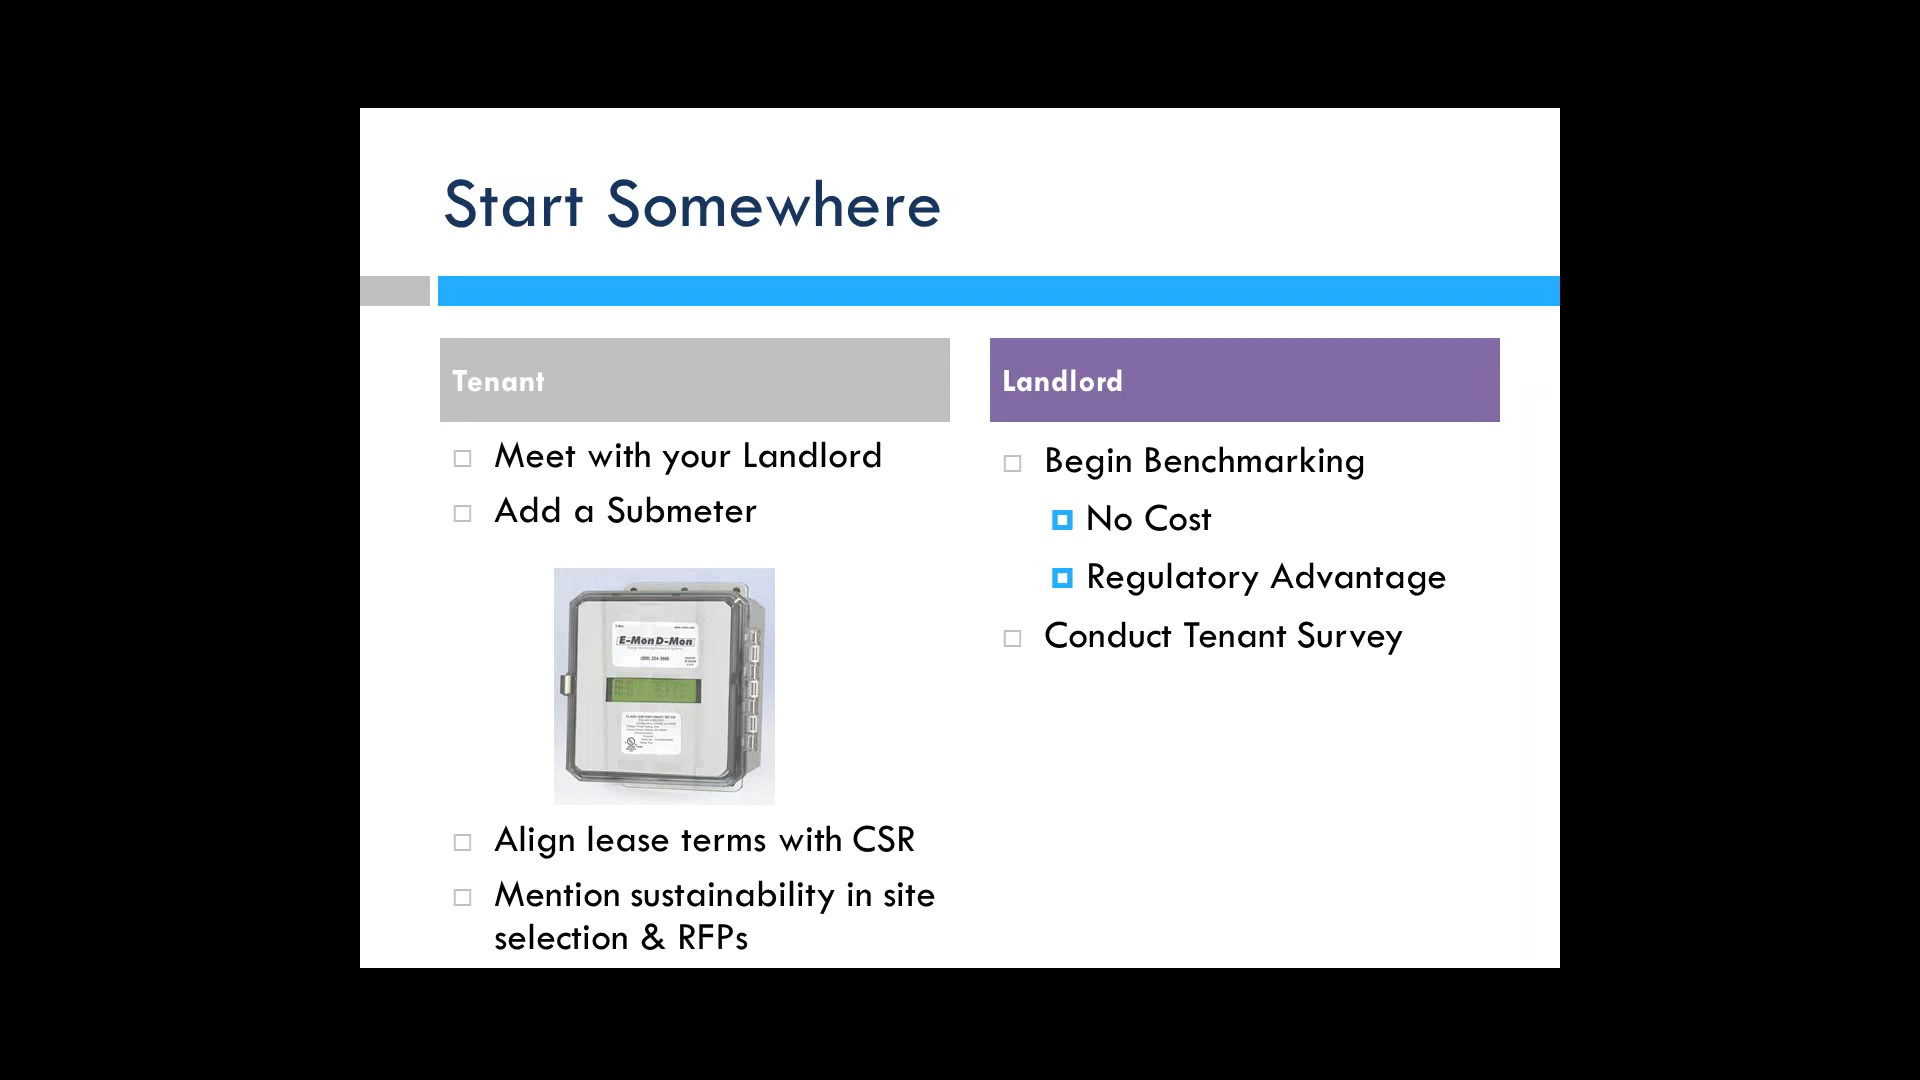 Start Somewhere
Tenant
Meet with your Landlord
Add a Submeter
E-Mon D-Mon
Align lease terms with CSR
Mention sustainability in site
selection & RFPs
Landlord
Begin Benchmarking
No Cost
Regulatory Advantage
Conduct Tenant Survey